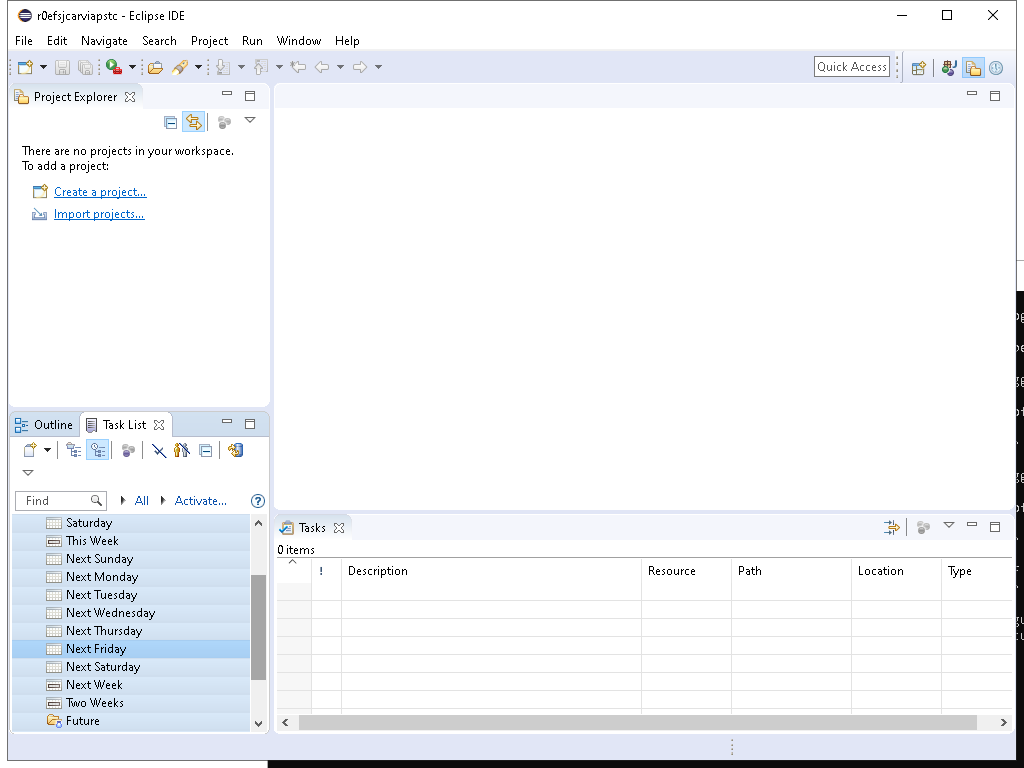 r0efsjcarviapstc - Eclipse IDE
File Edit Navigate Search Project Run Window Help
Quick Access
Project Explorer
There are no projects in your workspace.
To add a project:
Create a project...
Import projects...
Outline Task List
Find All Activate...
Saturday
This Week
Next Sunday
Next Monday
Next Tuesday
Next Wednesday
Next Thursday
Next Friday
Next Saturday
Next Week
Two Weeks
Future
Tasks
0 items
! Description Resource Path Location Type